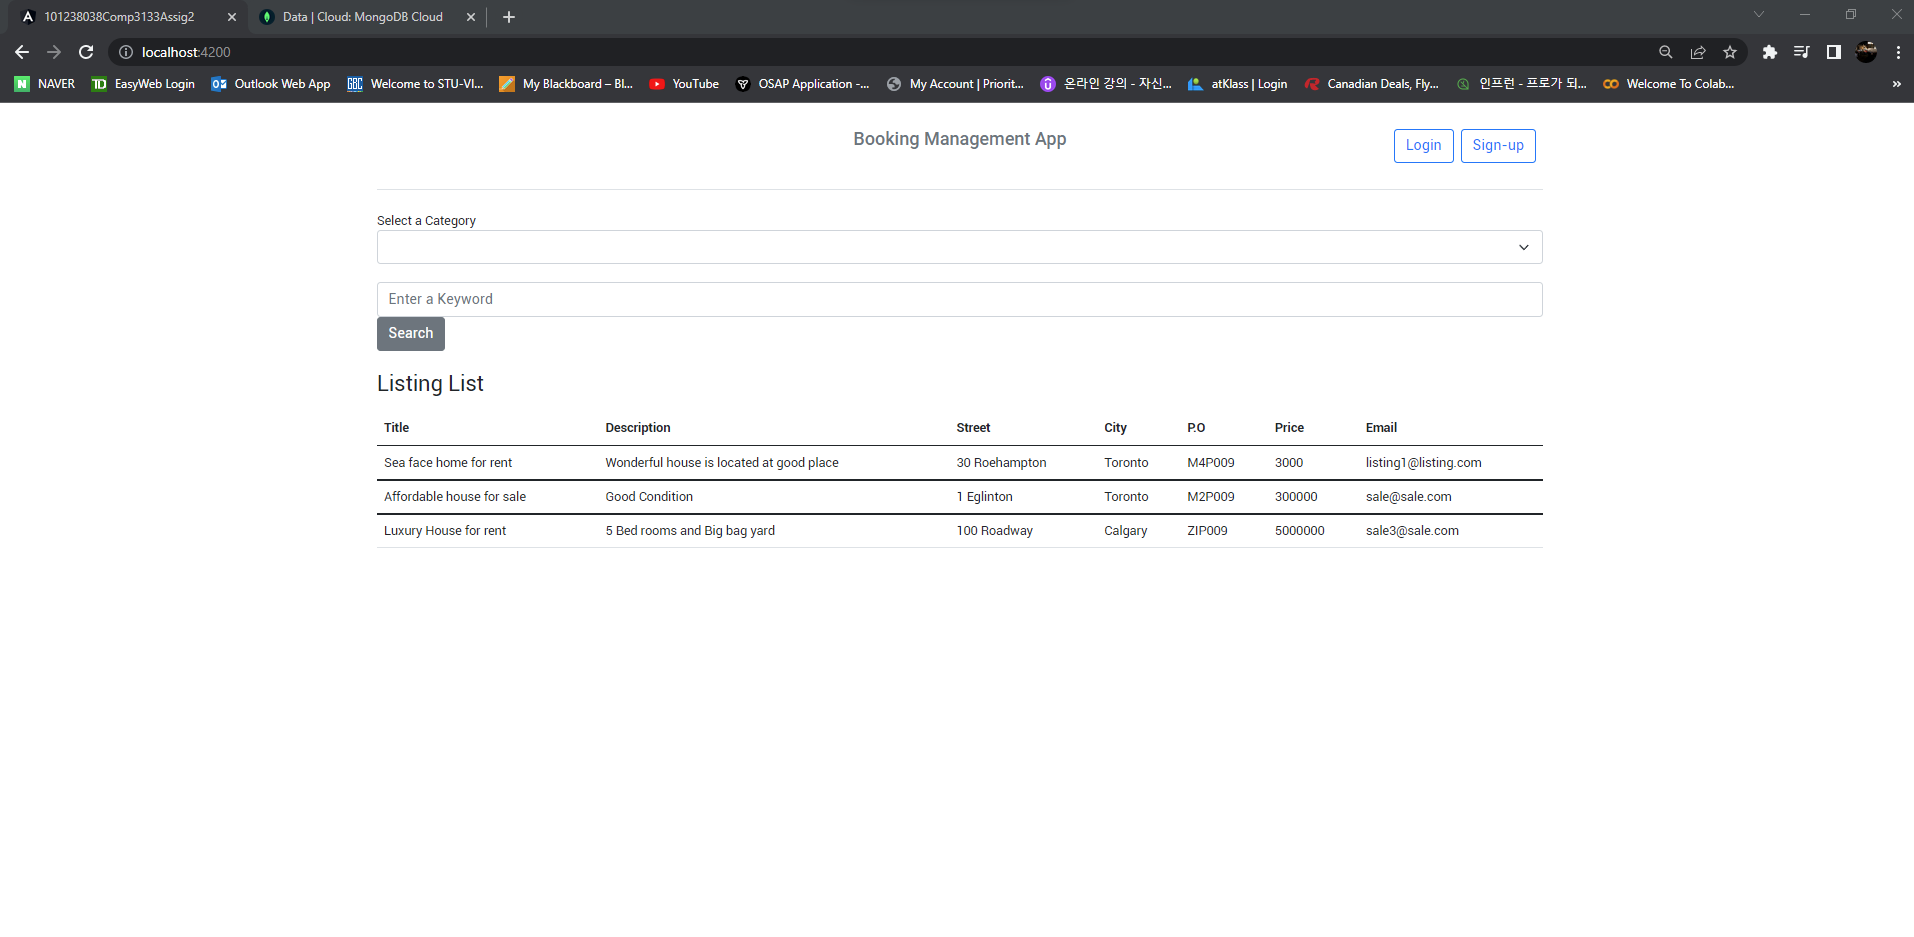 101238038Comp3133Assig2
Data | Cloud: MongoDB Cloud
localhost:4200
NAVER
EasyWeb Login
Outlook Web App
GBC Welcome to STU-VI...
My Blackboard – Bl...
YouTube
OSAP Application -...
My Account | Priorit...
온라인 강의 - 자신...
atKlass | Login
Canadian Deals, Fly...
인프런 - 프로가 되...
Welcome To Colab...
»
Booking Management App
Login
Sign-up
Select a Category
Enter a Keyword
Search
Listing List
Title Description Street City P.O Price Email
Sea face home for rent Wonderful house is located at good place 30 Roehampton Toronto M4P009 3000 listing1@listing.com
Affordable house for sale Good Condition 1 Eglinton Toronto M2P009 300000 sale@sale.com
Luxury House for rent 5 Bed rooms and Big bag yard 100 Roadway Calgary ZIP009 5000000 sale3@sale.com